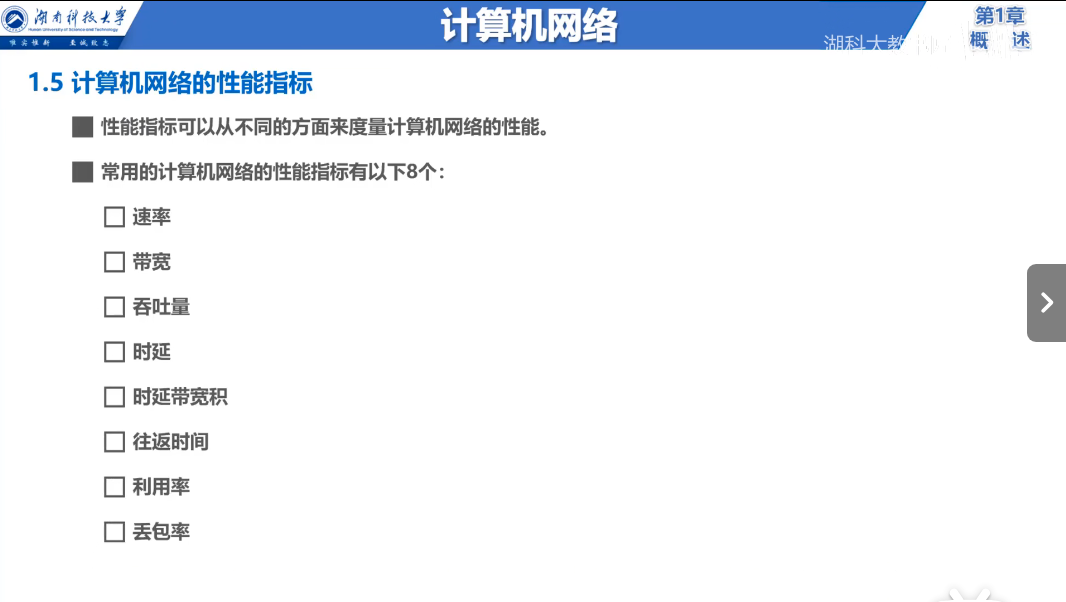 湖南科技大学
Hunan University of Science and Technology
唯实惟新 至诚致志
计算机网络
第1章
概 述
湖科大教
1.5 计算机网络的性能指标
性能指标可以从不同的方面来度量计算机网络的性能。
常用的计算机网络的性能指标有以下8个：
速率
带宽
吞吐量
时延
时延带宽积
往返时间
利用率
丢包率